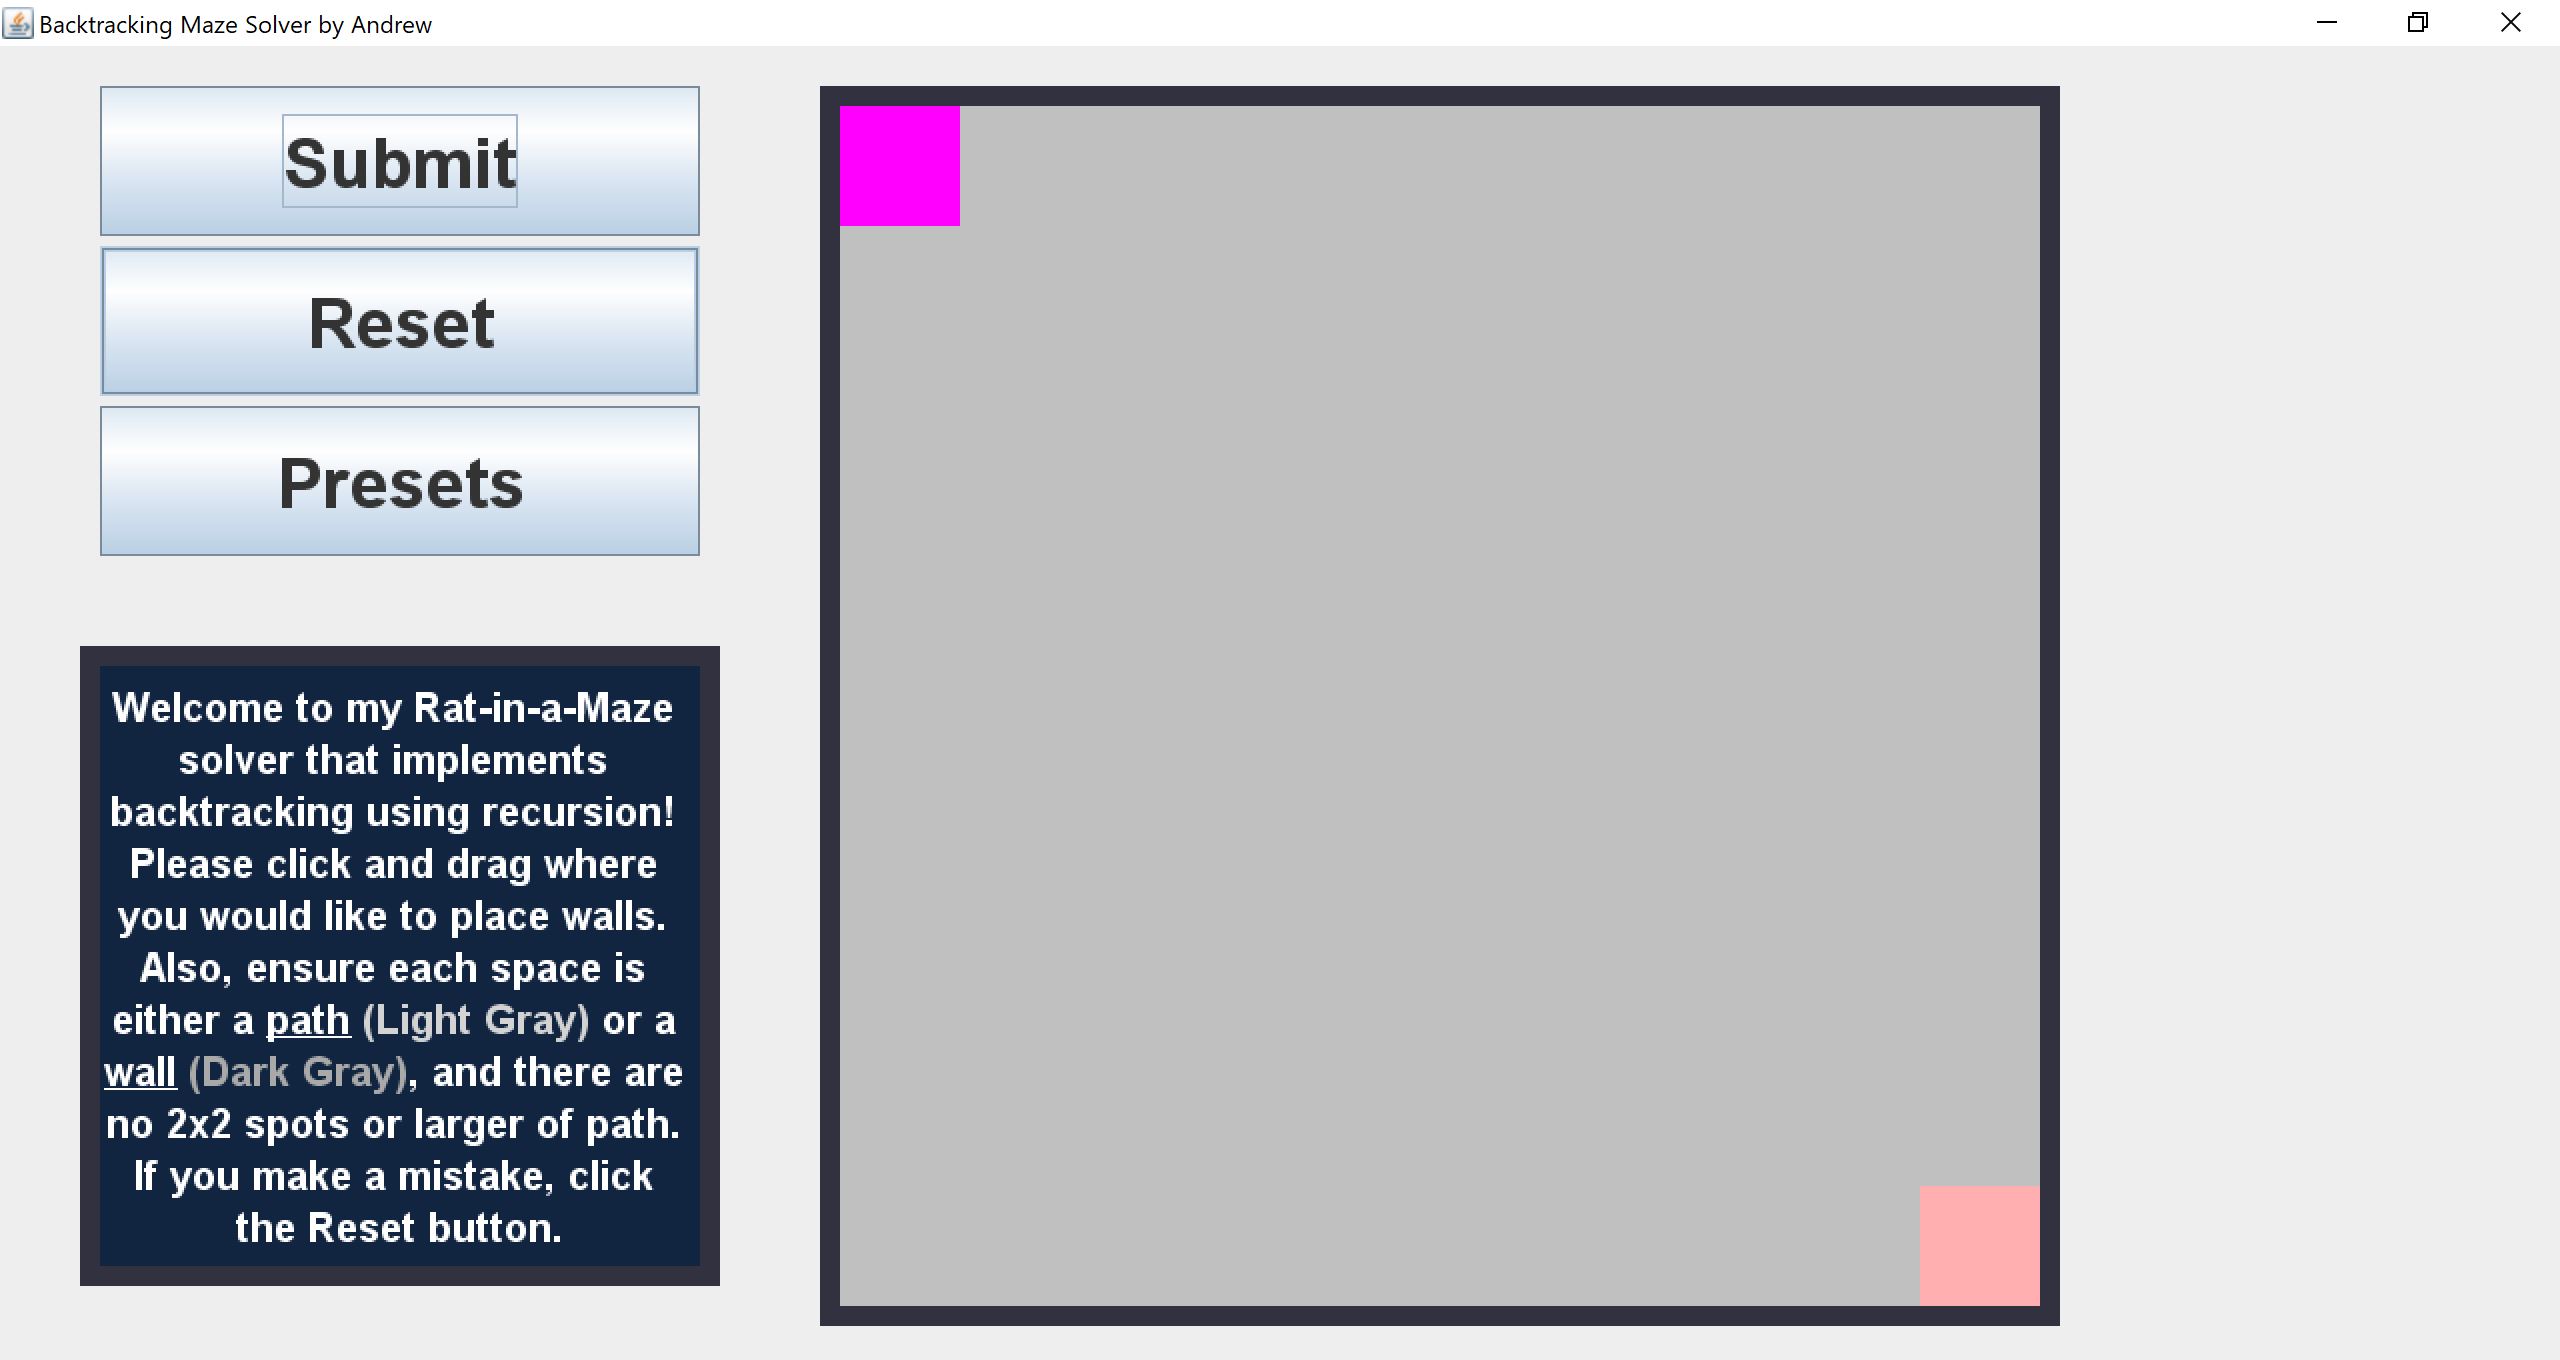 Backtracking Maze Solver by Andrew
Submit
Reset
Presets
Welcome to my Rat-in-a-Maze
solver that implements
backtracking using recursion!
Please click and drag where
you would like to place walls.
Also, ensure each space is
either a path (Light Gray) or a
wall (Dark Gray), and there are
no 2x2 spots or larger of path.
If you make a mistake, click
the Reset button.